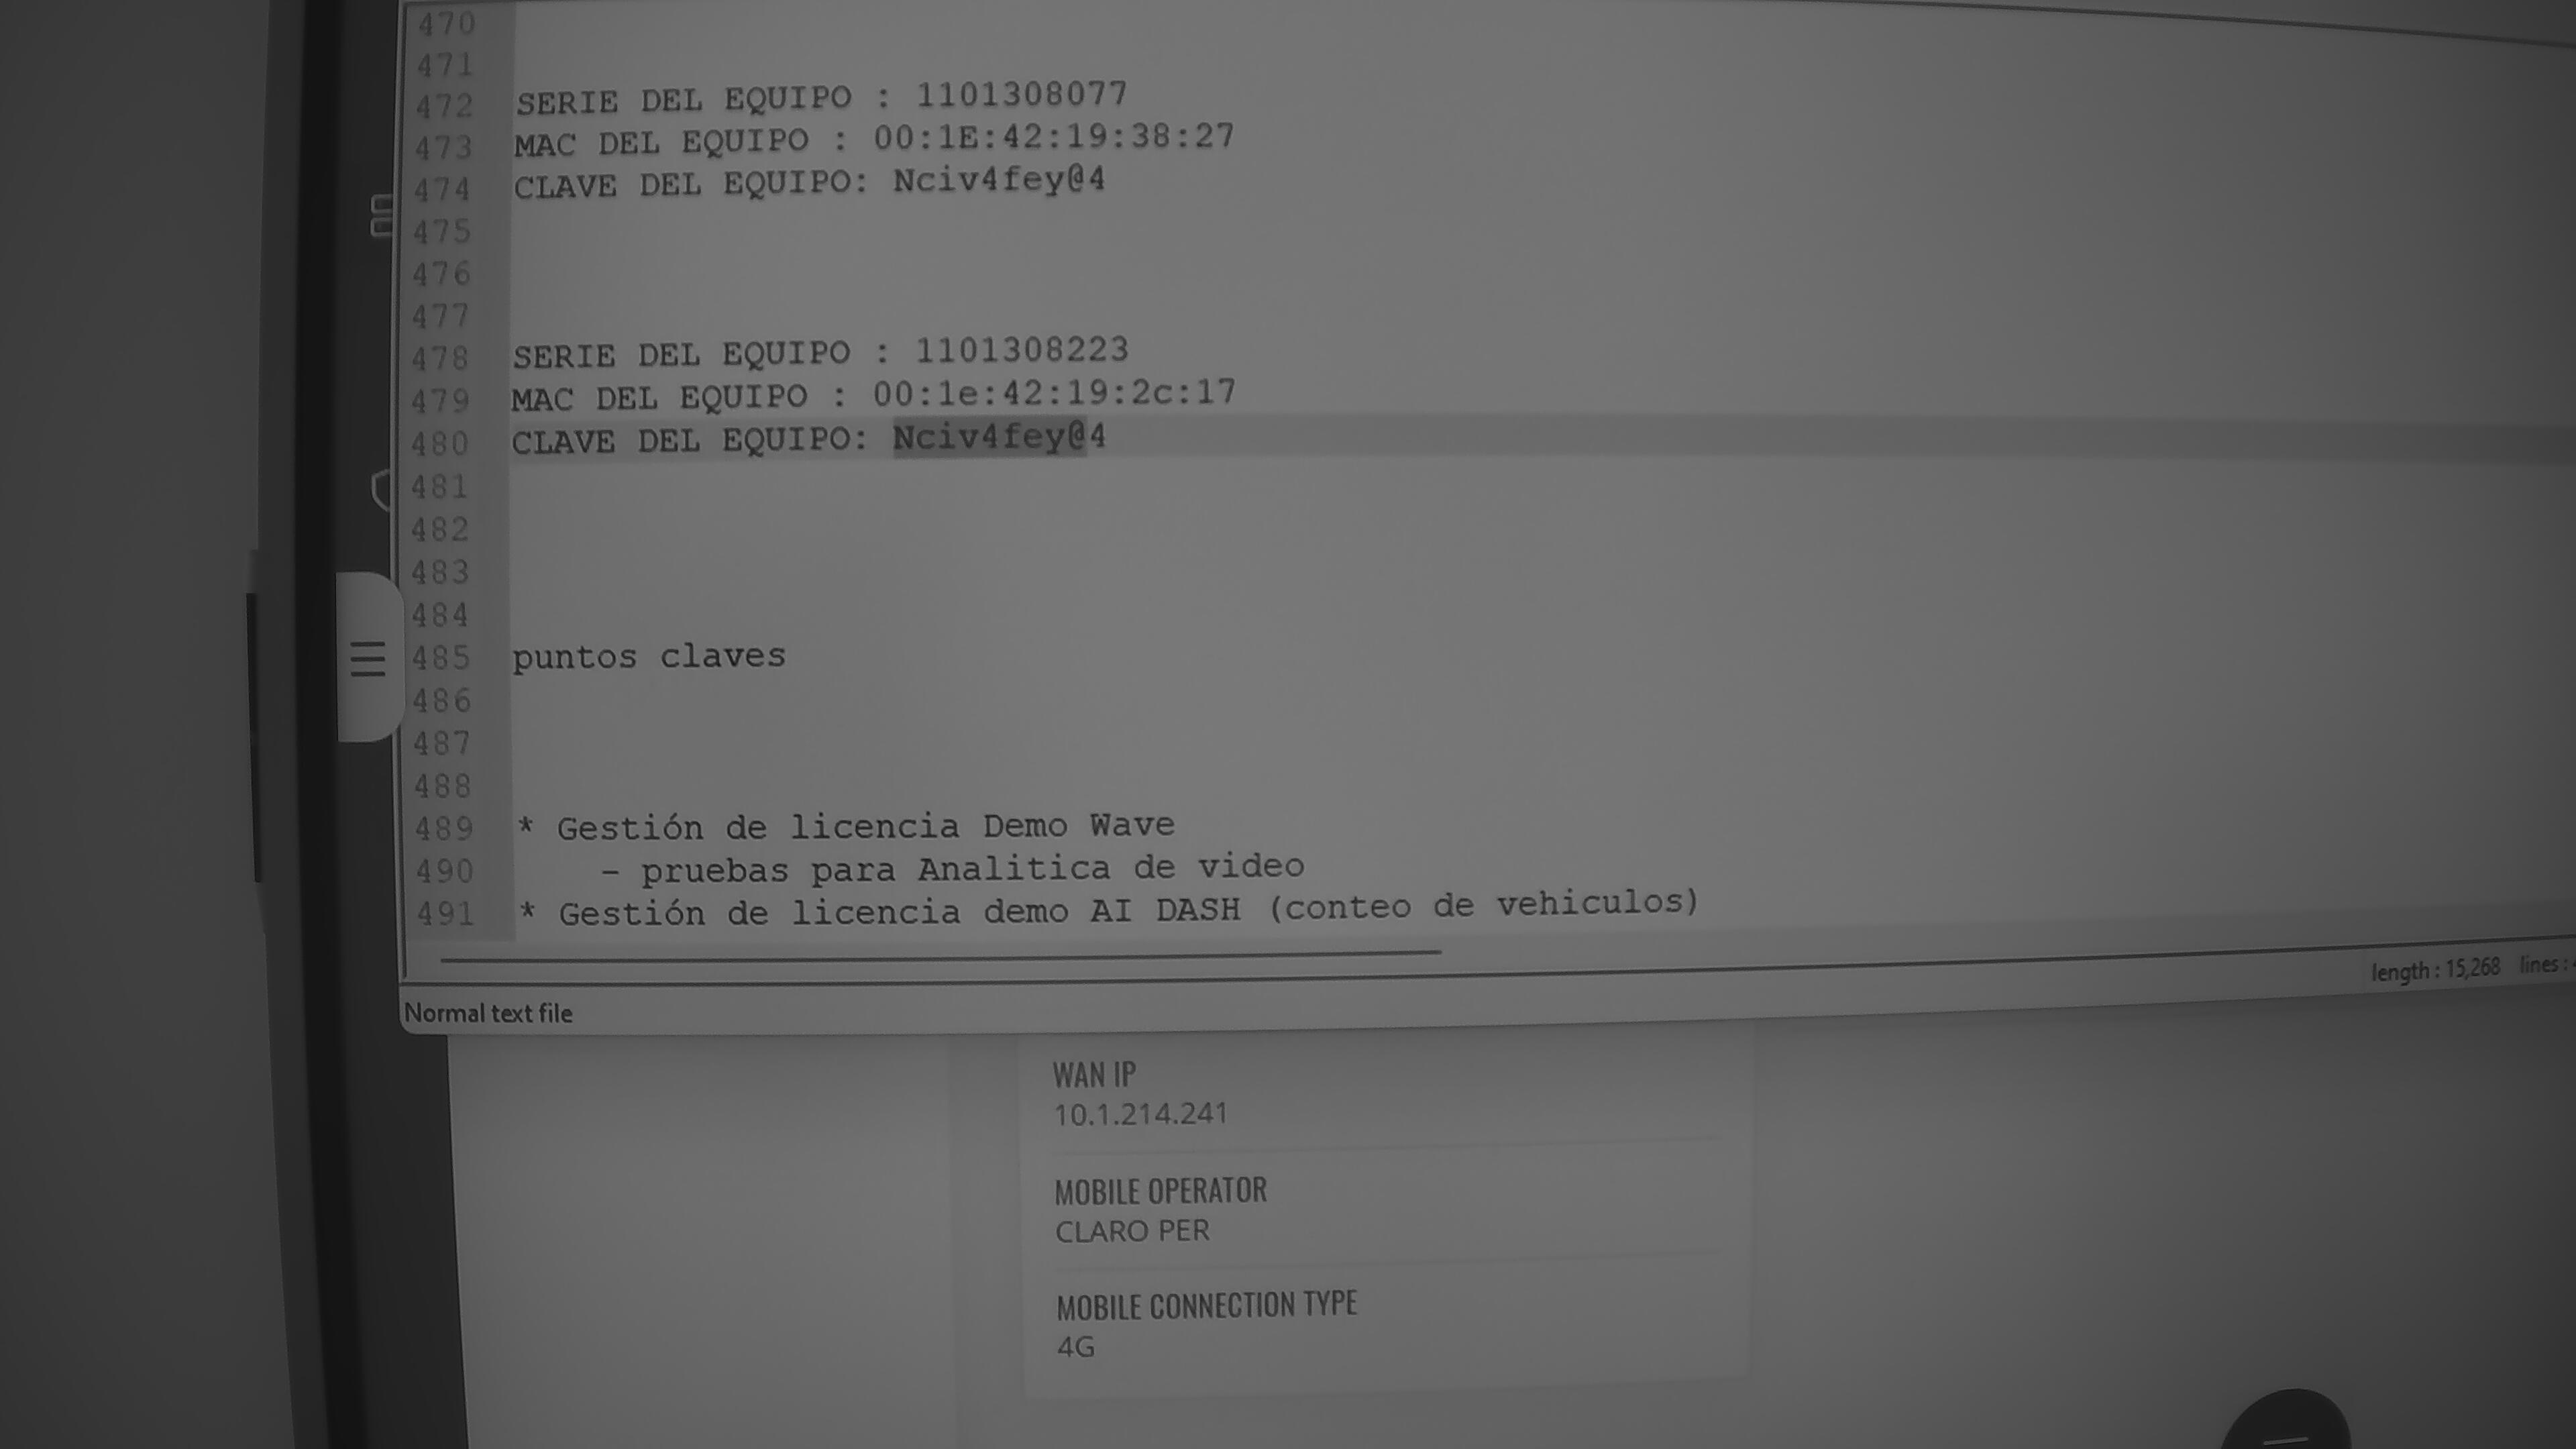 470
471
472 SERIE DEL EQUIPO : 1101308077
473 MAC DEL EQUIPO : 00:1E:42:19:38:27
474 CLAVE DEL EQUIPO: Nciv4fey@4
475
476
477
478 SERIE DEL EQUIPO : 1101308223
479 MAC DEL EQUIPO : 00:1e:42:19:2c:17
480 CLAVE DEL EQUIPO: Nciv4fey@4
481
482
483
484
485 puntos claves
486
487
488
489 * Gestión de licencia Demo Wave
490 - pruebas para Analitica de video
491 * Gestión de licencia demo AI DASH (conteo de vehiculos)
Normal text file
length : 15,268 lines :
WAN IP
10.1.214.241
MOBILE OPERATOR
CLARO PER
MOBILE CONNECTION TYPE
4G